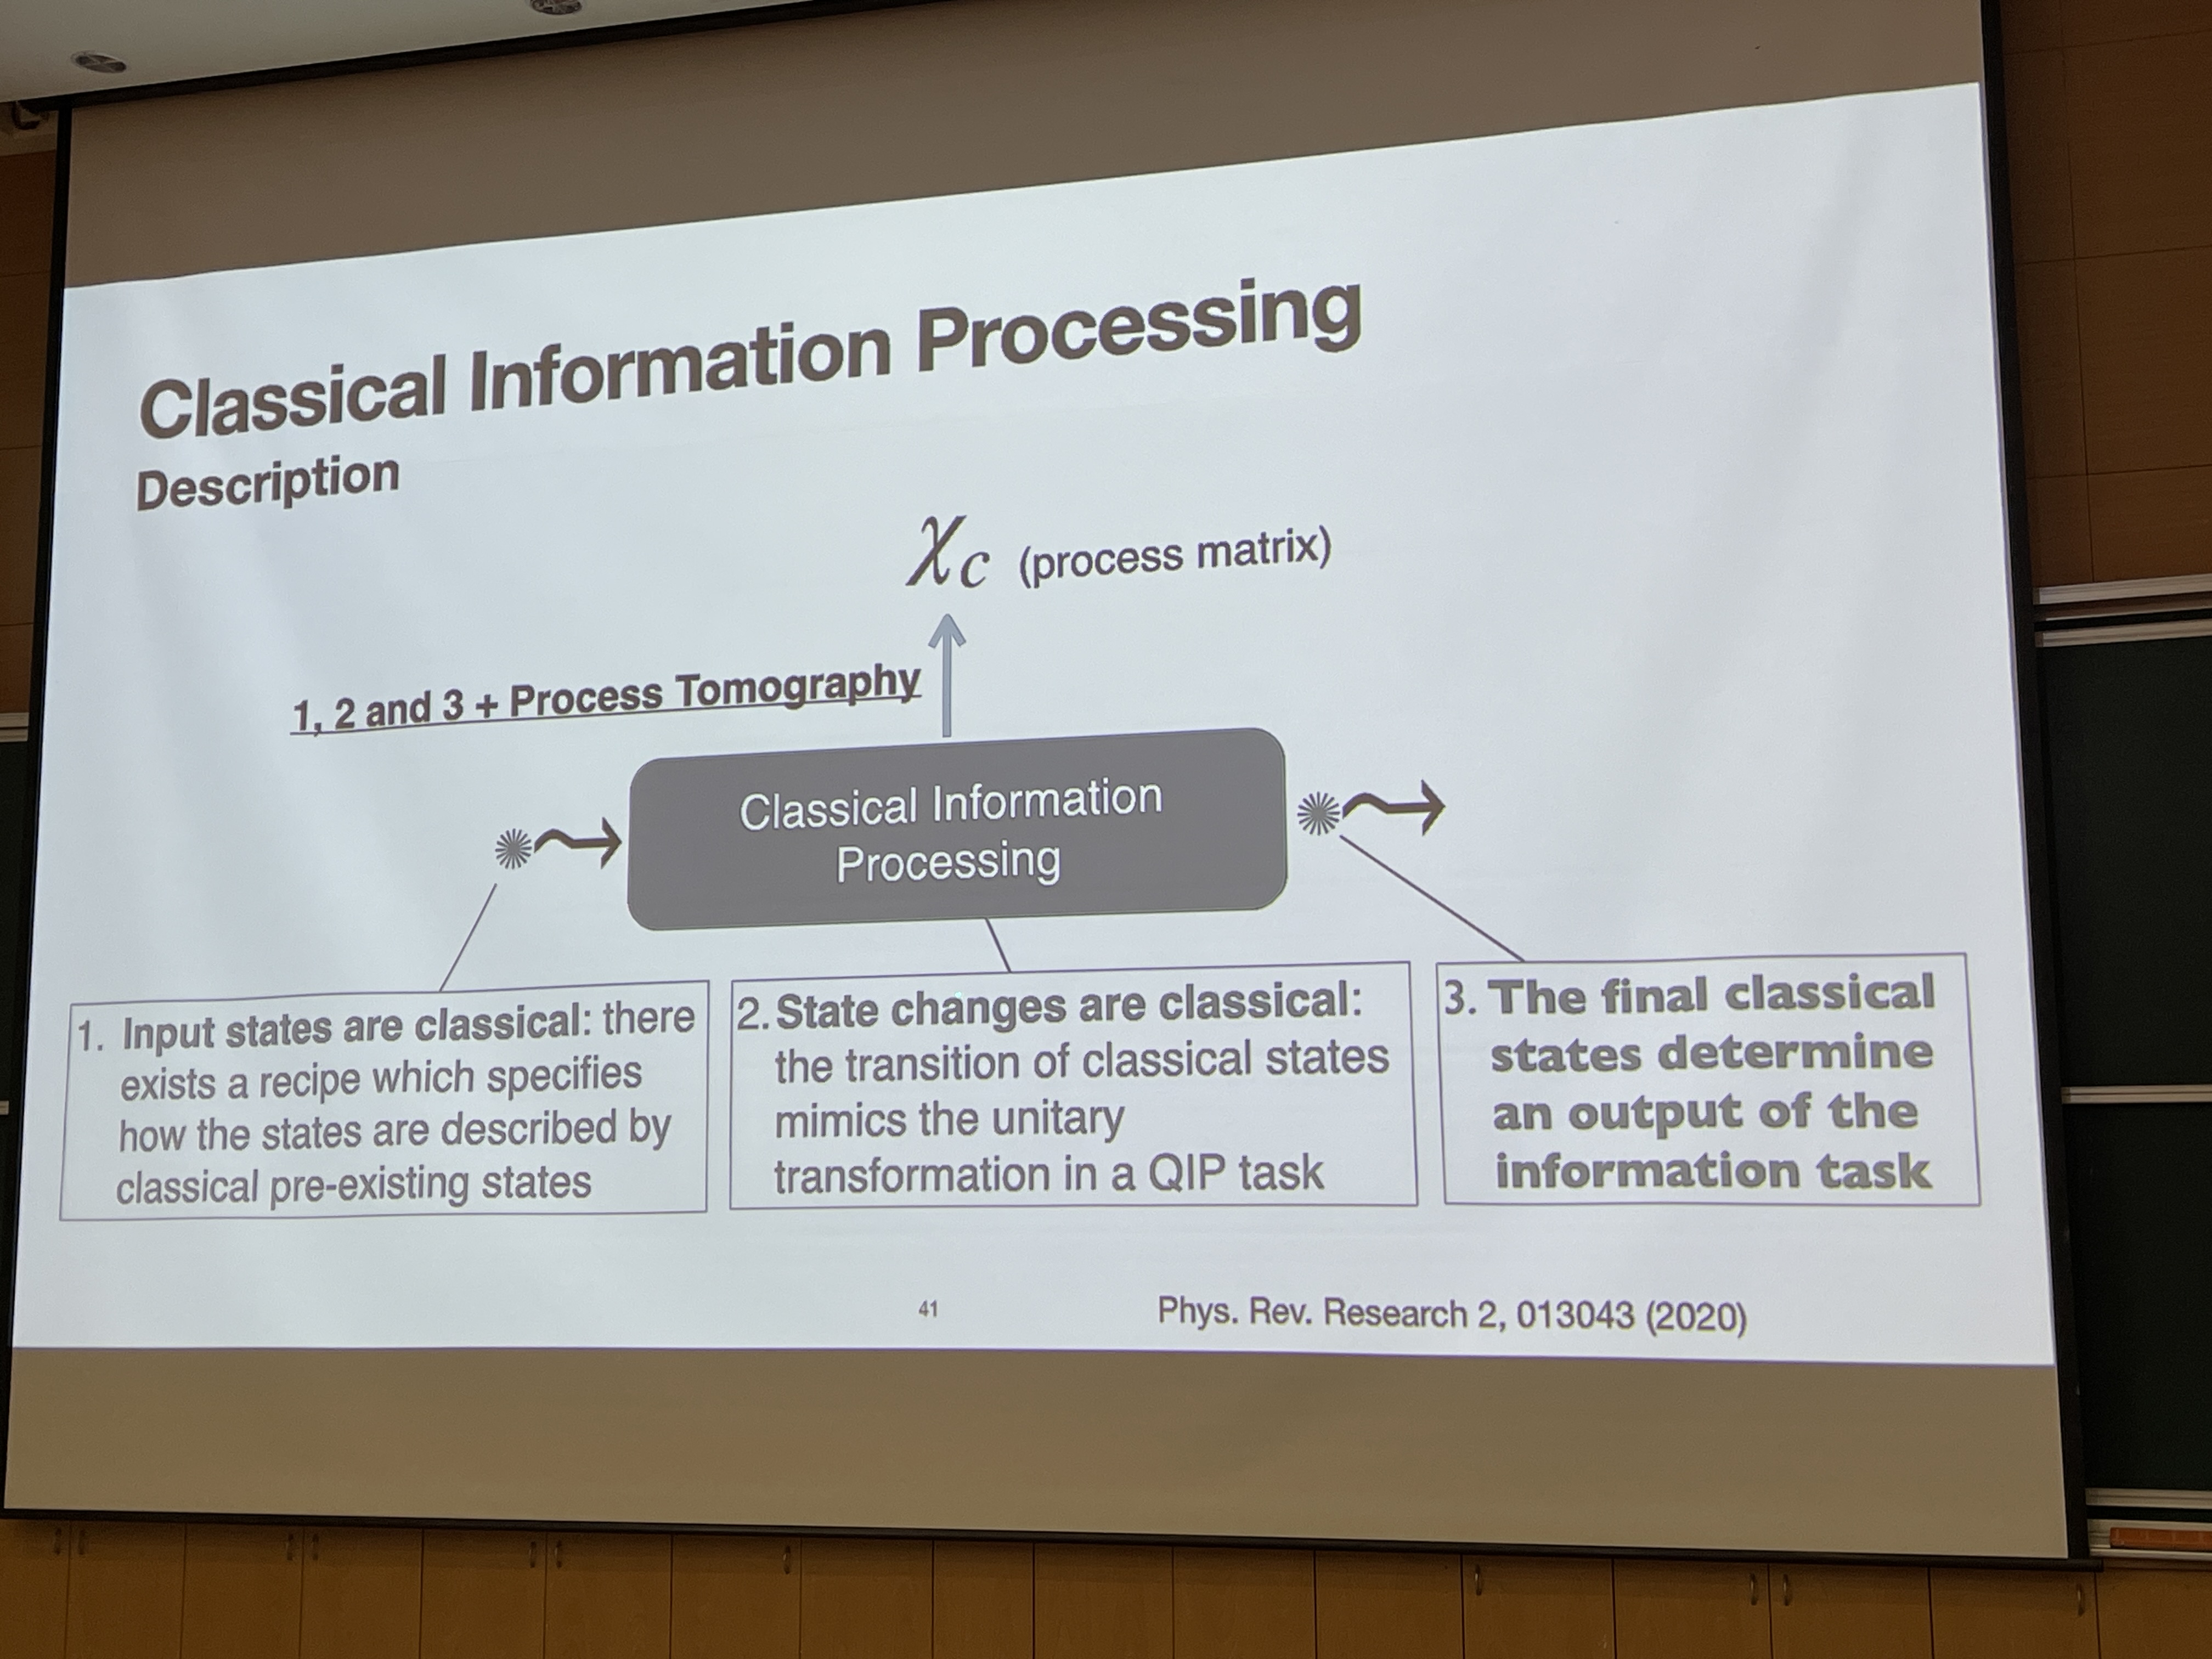 Classical Information Processing
Description
χc (process matrix)
1, 2 and 3 + Process Tomography
Classical Information
Processing
1. Input states are classical: there
exists a recipe which specifies
how the states are described by
classical pre-existing states
2. State changes are classical:
the transition of classical states
mimics the unitary
transformation in a QIP task
3. The final classical
states determine
an output of the
information task
41
Phys. Rev. Research 2, 013043 (2020)